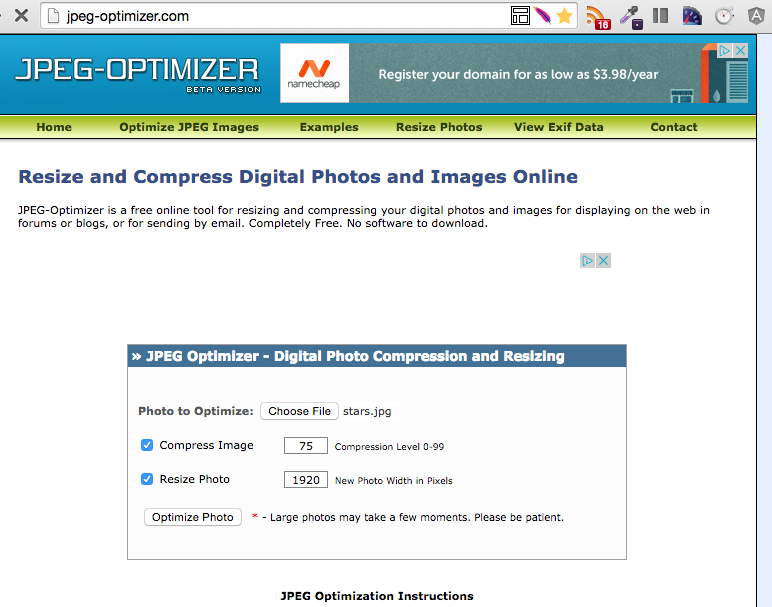 jpeg-optimizer.com
16
JPEG-OPTIMIZER
BETA VERSION
namecheap
Register your domain for as low as $3.98/year
Home Optimize JPEG Images Examples Resize Photos View Exif Data Contact
Resize and Compress Digital Photos and Images Online
JPEG-Optimizer is a free online tool for resizing and compressing your digital photos and images for displaying on the web in
forums or blogs, or for sending by email. Completely Free. No software to download.
» JPEG Optimizer - Digital Photo Compression and Resizing
Photo to Optimize: Choose File stars.jpg
Compress Image 75 Compression Level 0-99
Resize Photo 1920 New Photo Width in Pixels
Optimize Photo * - Large photos may take a few moments. Please be patient.
JPEG Optimization Instructions